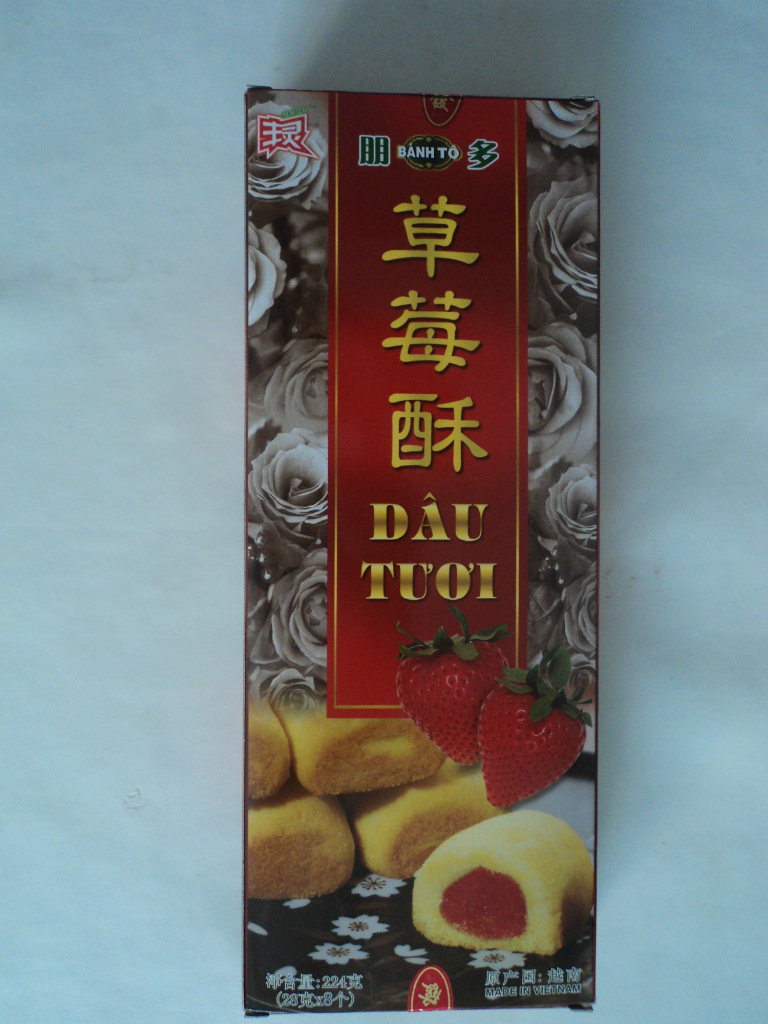 朋 BÁNH TÔ 多
草莓酥
DÂU
TƯƠI
净含量:224克
(28克x8个)
原产国:越南
MADE IN VIETNAM